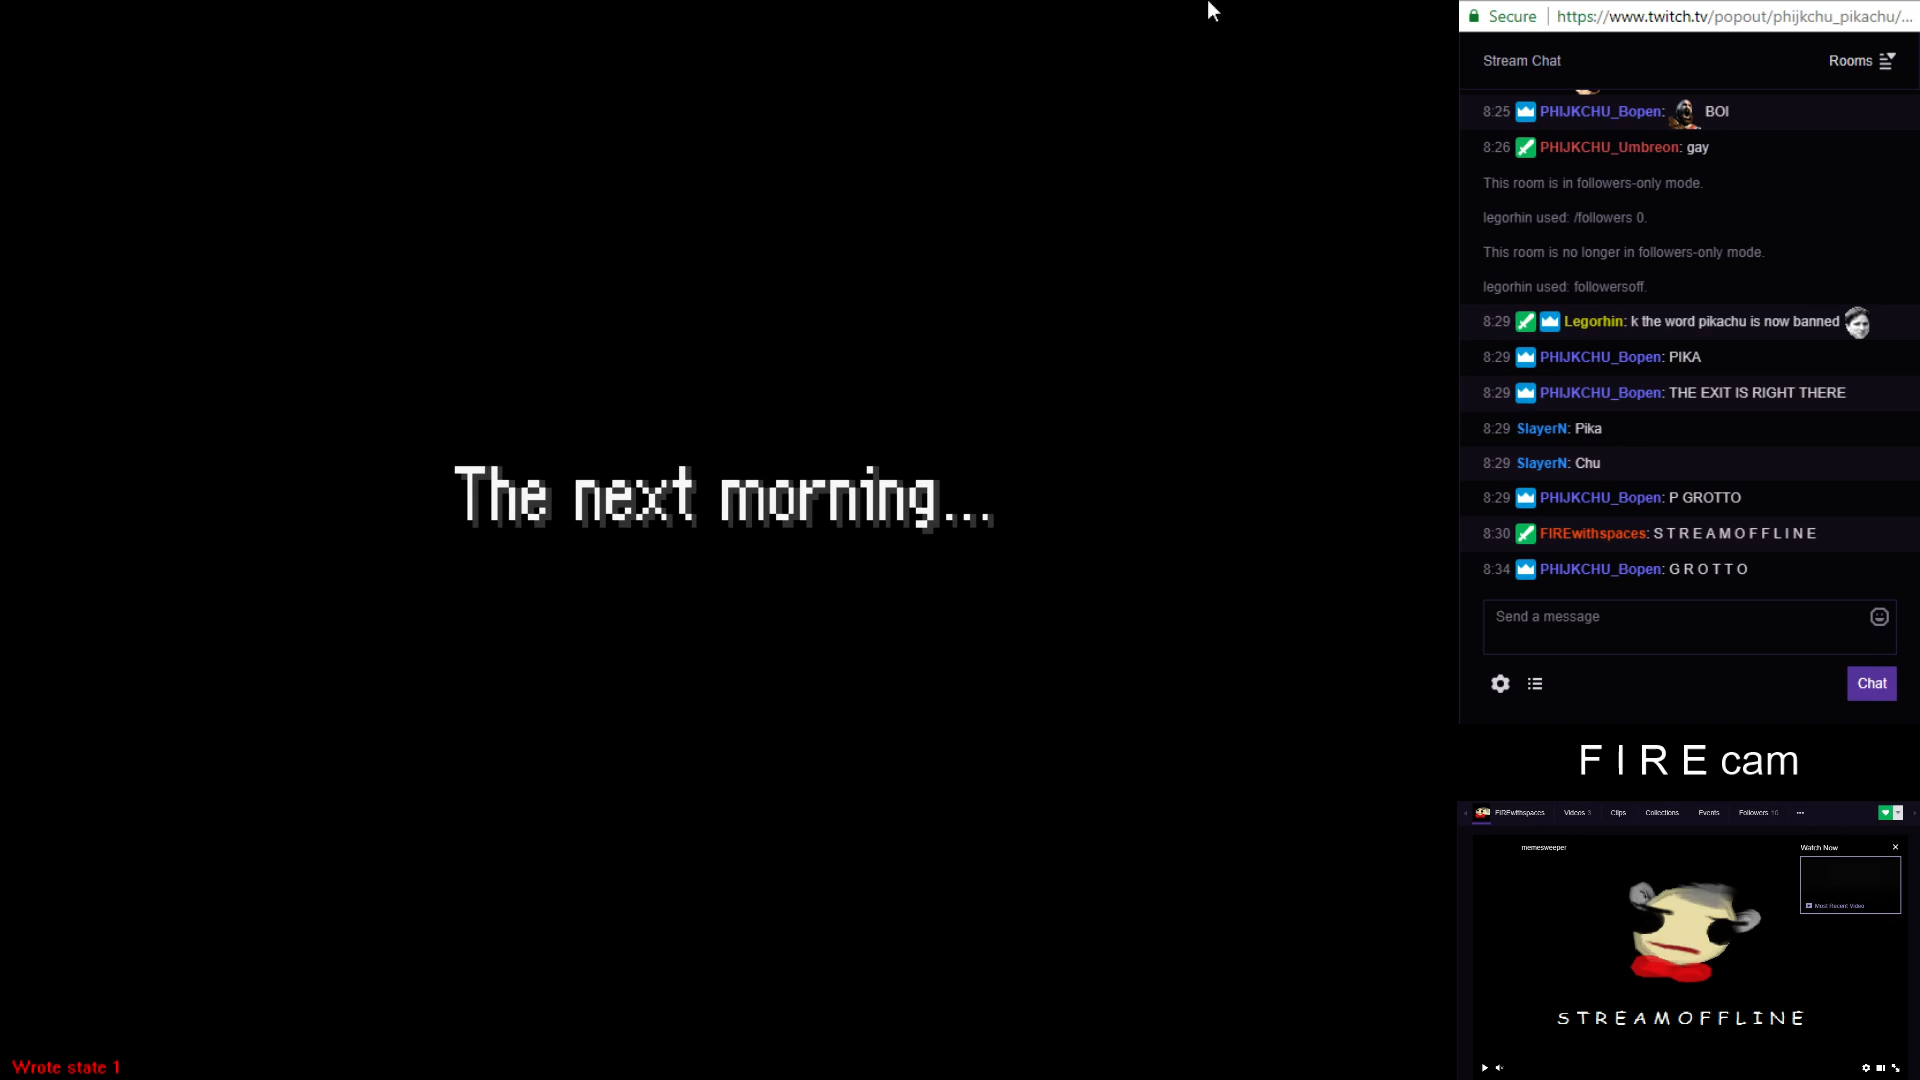 The next morning...
Wrote state 1
Secure https://www.twitch.tv/popout/phijkchu_pikachu/...
Stream Chat Rooms
8:25 PHIJKCHU_Bopen: BOI
8:26 PHIJKCHU_Umbreon: gay
This room is in followers-only mode.
legorhin used: /followers 0.
This room is no longer in followers-only mode.
legorhin used: followersoff.
8:29 Legorhin: k the word pikachu is now banned
8:29 PHIJKCHU_Bopen: PIKA
8:29 PHIJKCHU_Bopen: THE EXIT IS RIGHT THERE
8:29 SlayerN: Pika
8:29 SlayerN: Chu
8:29 PHIJKCHU_Bopen: P GROTTO
8:30 FIREwithspaces: S T R E A M O F F L I N E
8:34 PHIJKCHU_Bopen: G R O T T O
Send a message
Chat
F I R E cam
FIREwithspaces Videos 3 Clips Collections Events Followers 16 ...
memesweeper Watch Now
Most Recent Video
S T R E A M O F F L I N E